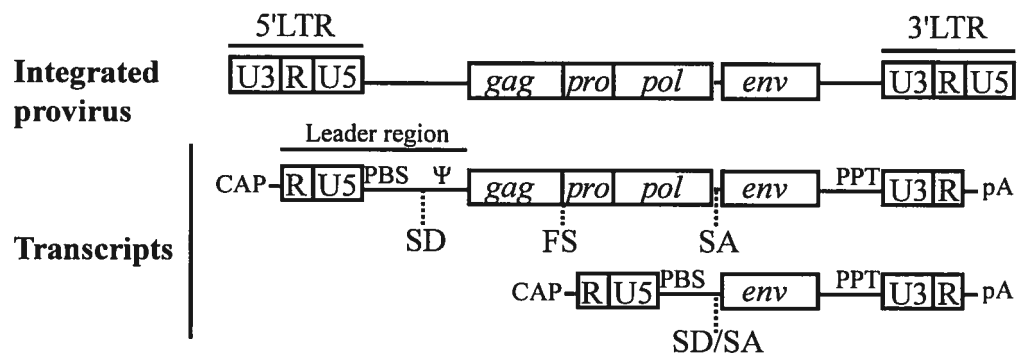 5'LTR 3'LTR
Integrated provirus
U3 R U5 gag pro pol env U3 R U5
Leader region
Transcripts
CAP R U5 PBS Ψ gag pro pol env PPT U3 R pA
SD FS SA
CAP R U5 PBS env PPT U3 R pA
SD/SA